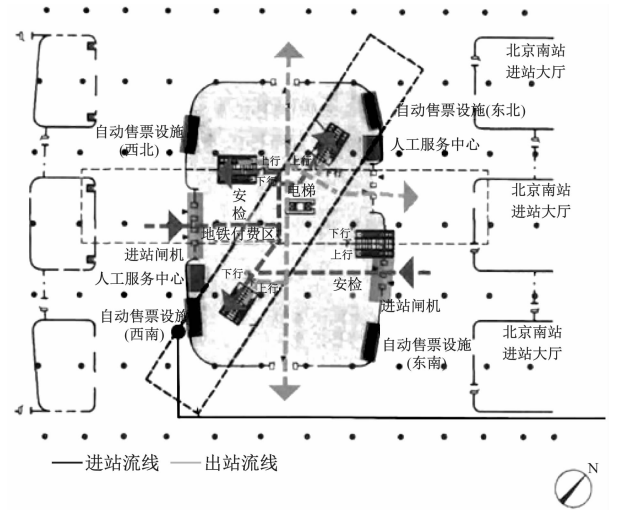 北京南站
进站大厅
自动售票设施(东北)
自动售票设施
(西北)
人工服务中心
上行
上行
下行
电梯
安
检
北京南站
进站大厅
地铁付费区
下行
上行
进站闸机
人工服务中心
下行
上行
安检
进站闸机
自动售票设施
(西南)
自动售票设施
(东南)
北京南站
进站大厅
进站流线
出站流线
N